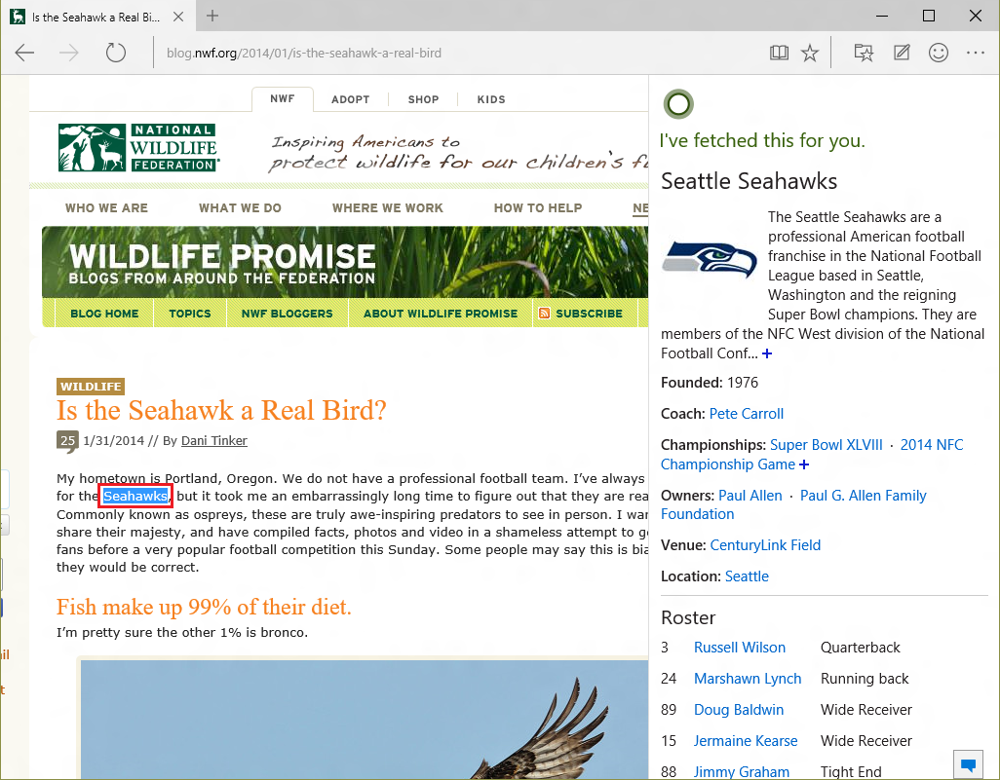 Is the Seahawk a Real Bi...
blog.nwf.org/2014/01/is-the-seahawk-a-real-bird
NWF
ADOPT
SHOP
KIDS
NATIONAL
WILDLIFE
FEDERATION
Inspiring Americans to
protect wildlife for our children's fu
WHO WE ARE
WHAT WE DO
WHERE WE WORK
HOW TO HELP
NE
WILDLIFE PROMISE
BLOGS FROM AROUND THE FEDERATION
BLOG HOME
TOPICS
NWF BLOGGERS
ABOUT WILDLIFE PROMISE
SUBSCRIBE
WILDLIFE
Is the Seahawk a Real Bird?
25 1/31/2014 // By Dani Tinker
My hometown is Portland, Oregon. We do not have a professional football team. I've always
for the Seahawks, but it took me an embarrassingly long time to figure out that they are rea
Commonly known as ospreys, these are truly awe-inspiring predators to see in person. I wan
share their majesty, and have compiled facts, photos and video in a shameless attempt to ge
fans before a very popular football competition this Sunday. Some people may say this is bia
they would be correct.
Fish make up 99% of their diet.
I'm pretty sure the other 1% is bronco.
ail
t
I've fetched this for you.
Seattle Seahawks
The Seattle Seahawks are a
professional American football
franchise in the National Football
League based in Seattle,
Washington and the reigning
Super Bowl champions. They are
members of the NFC West division of the National
Football Conf... +
Founded: 1976
Coach: Pete Carroll
Championships: Super Bowl XLVIII · 2014 NFC
Championship Game +
Owners: Paul Allen · Paul G. Allen Family
Foundation
Venue: CenturyLink Field
Location: Seattle
Roster
3 Russell Wilson Quarterback
24 Marshawn Lynch Running back
89 Doug Baldwin Wide Receiver
15 Jermaine Kearse Wide Receiver
88 Jimmy Graham Tight End